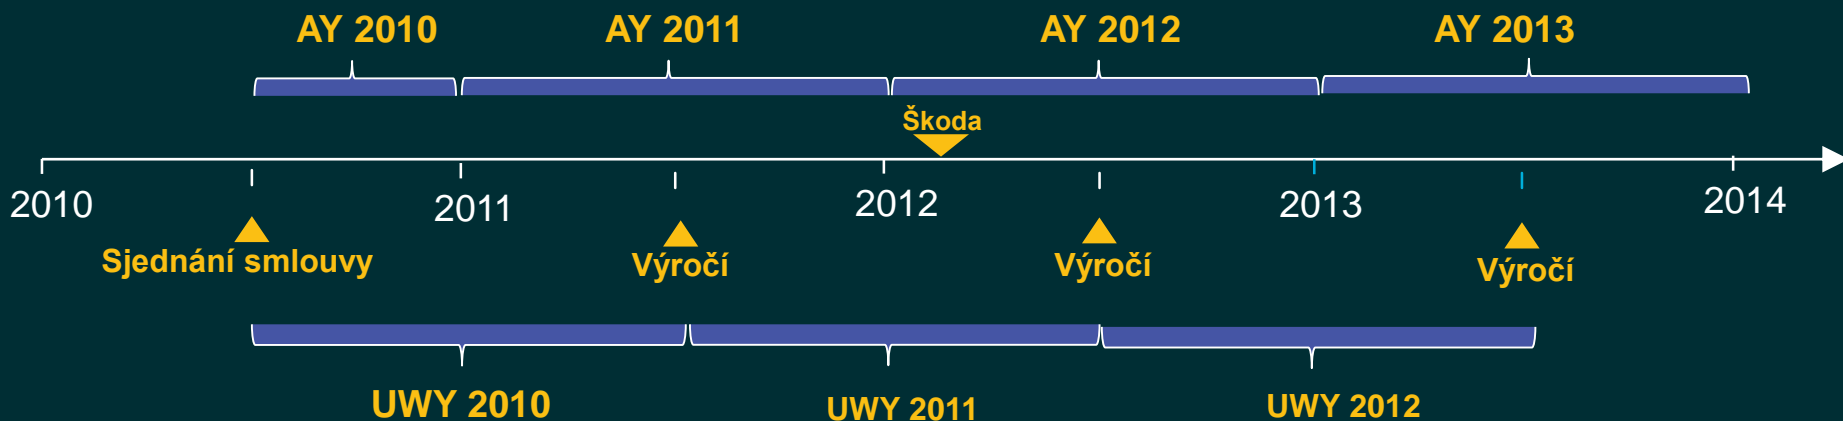 AY 2010
AY 2011
AY 2012
AY 2013
Škoda
2010
2011
2012
2013
2014
Sjednání smlouvy
Výročí
Výročí
Výročí
UWY 2010
UWY 2011
UWY 2012